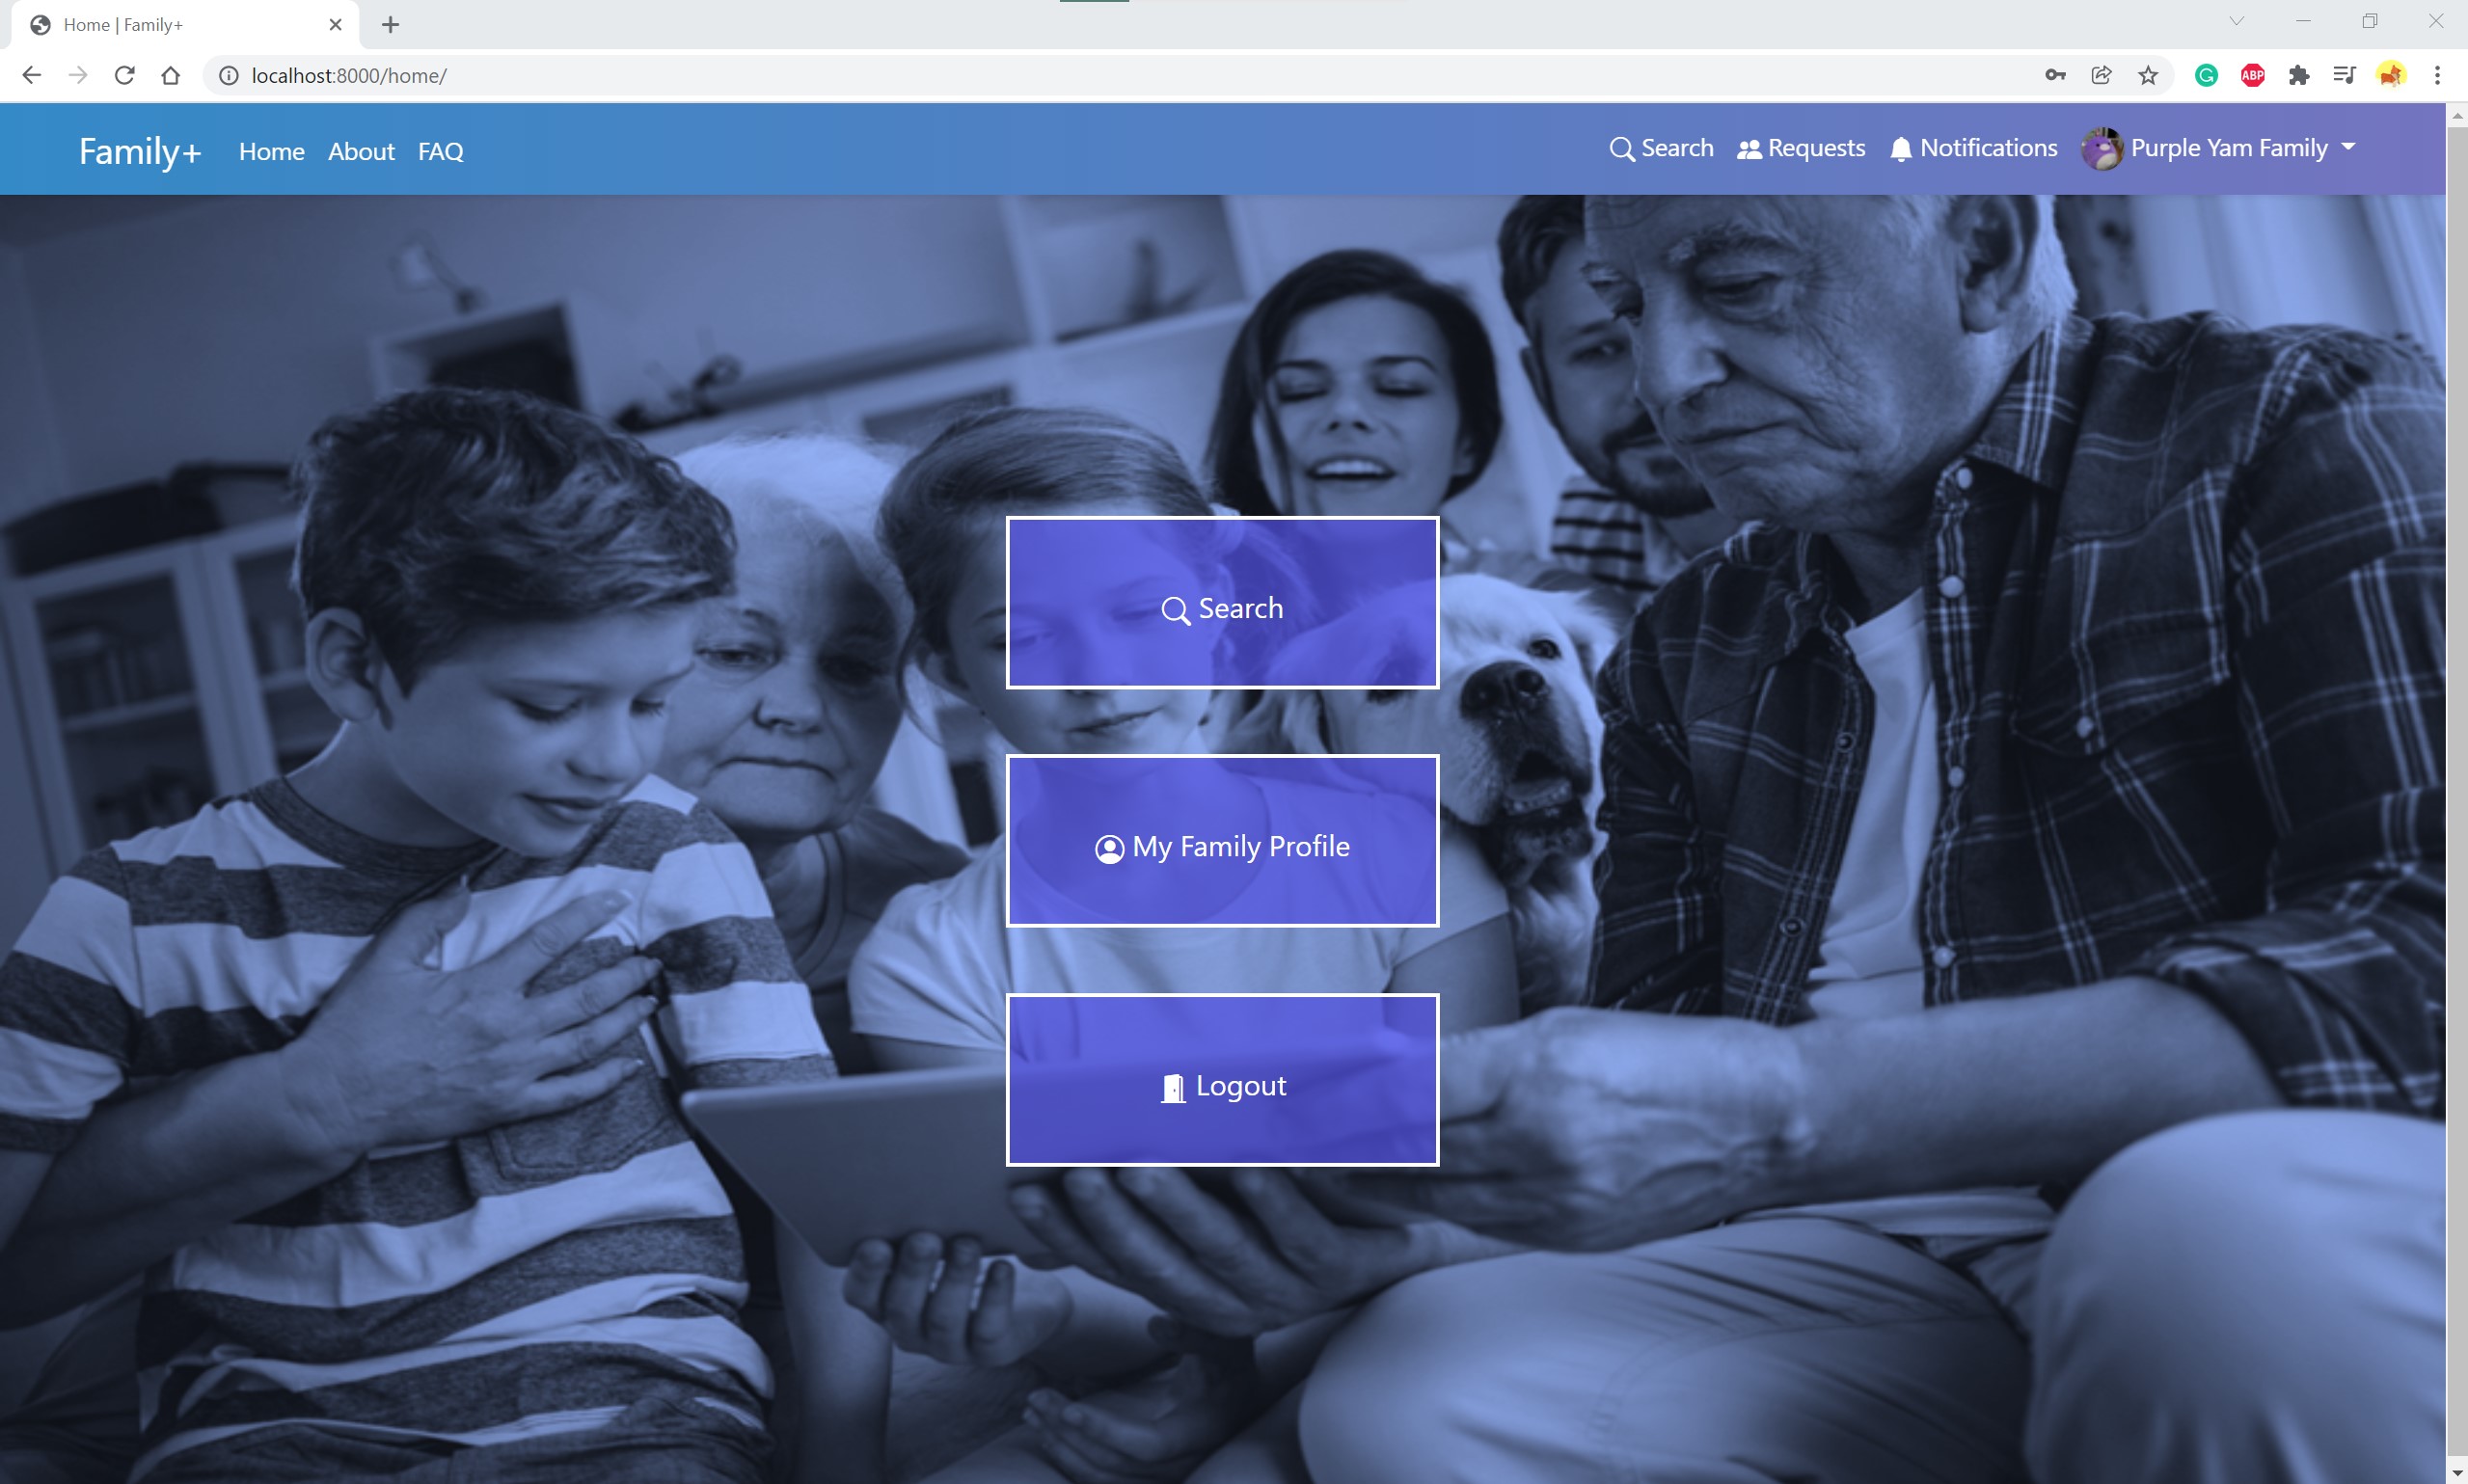 Home | Family+
localhost:8000/home/
ABP
Family+ Home About FAQ Search Requests Notifications Purple Yam Family
Search
My Family Profile
Logout